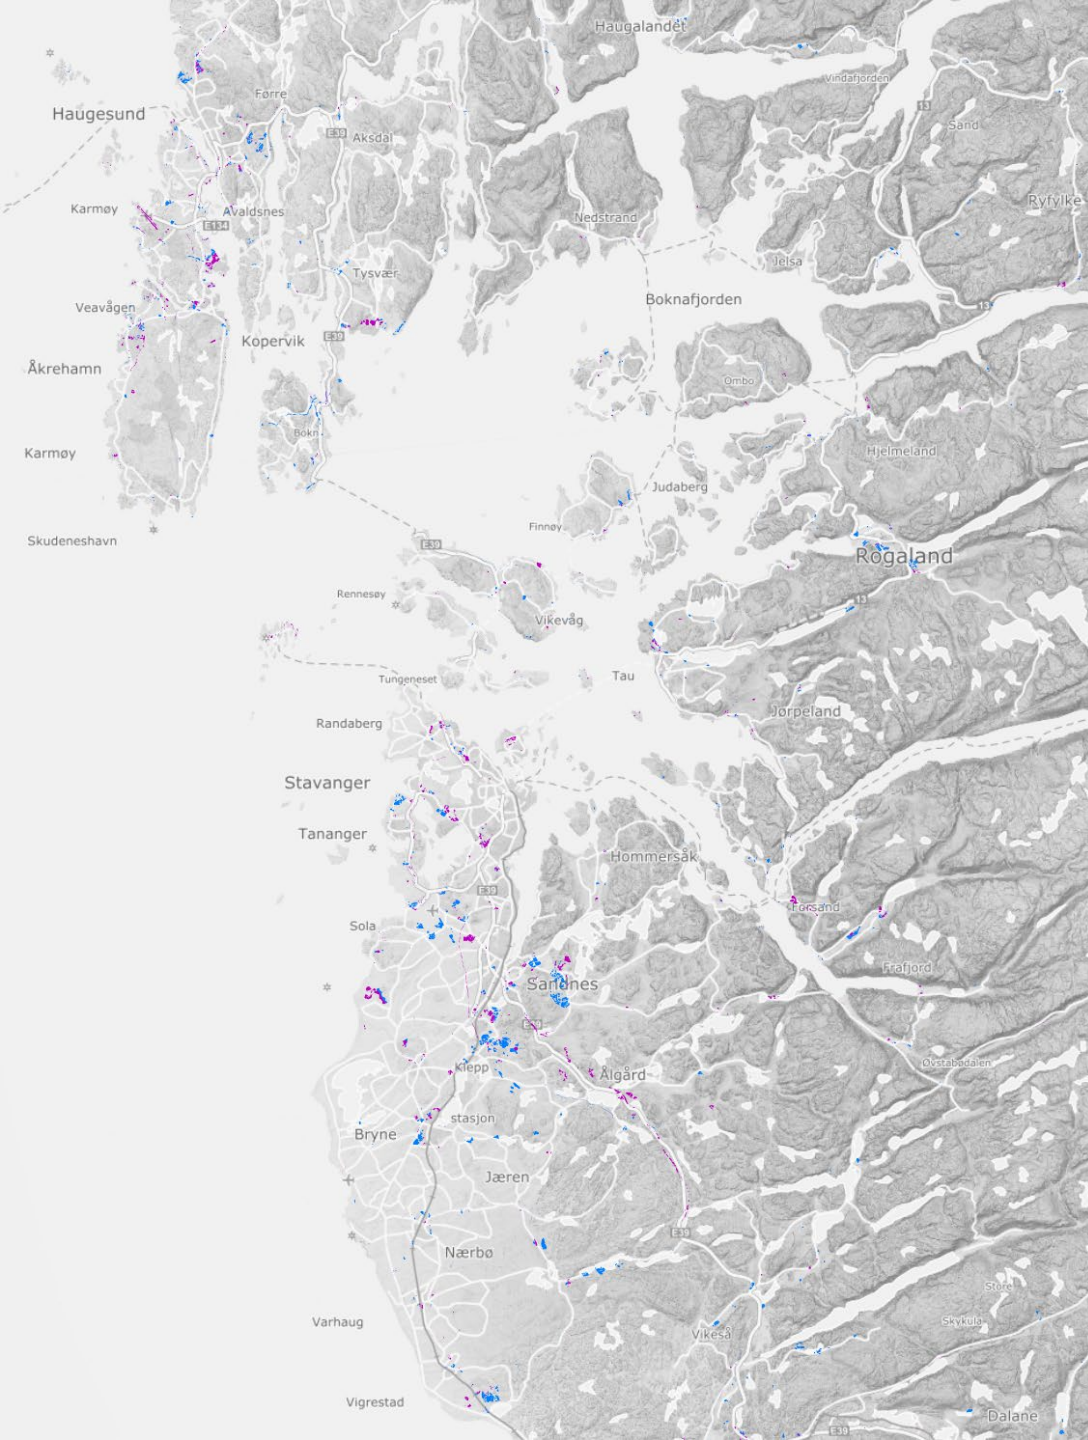 Haugalandet
Vindafjorden
Førre
Haugesund
13
E39
Aksdal
Sand
Ryfylke
Karmøy
Avaldsnes
E134
Nedstrand
Jelsa
Tysvær
Boknafjorden
Veavågen
13
E39
Kopervik
Åkrehamn
Ombo
Bokn
Karmøy
Hjelmeland
Judaberg
Finnøy
Skudeneshavn
E39
Rogaland
Rennesøy
13
Vikevåg
Tau
Tungeneset
Jørpeland
Randaberg
Stavanger
Tananger
Hommersåk
E39
Forsand
Sola
Frafjord
Sandnes
E39
Øvstabødalen
Klepp
Ålgård
stasjon
Bryne
Jæren
E39
Nærbø
Store
Skykula
Varhaug
Vikeså
Vigrestad
Dalane
E39